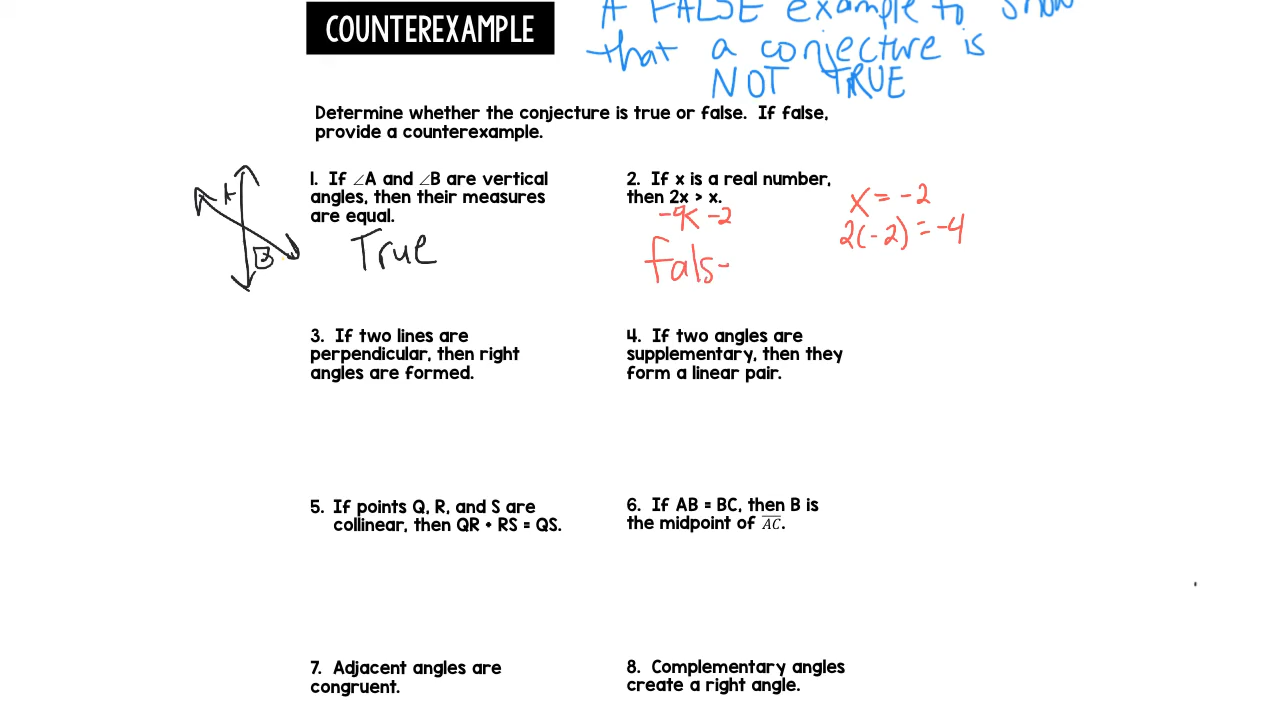 COUNTEREXAMPLE
A FALSE example to show
that a conjecture is
NOT TRUE
Determine whether the conjecture is true or false. If false,
provide a counterexample.
1. If ∠A and ∠B are vertical
angles, then their measures
are equal.
True
B
2. If x is a real number,
then 2x > x.
< -2
fals
x = -2
2(-2) = -4
3. If two lines are
perpendicular, then right
angles are formed.
4. If two angles are
supplementary, then they
form a linear pair.
5. If points Q, R, and S are
collinear, then QR + RS = QS.
6. If AB = BC, then B is
the midpoint of A̅C̅.
7. Adjacent angles are
congruent.
8. Complementary angles
create a right angle.